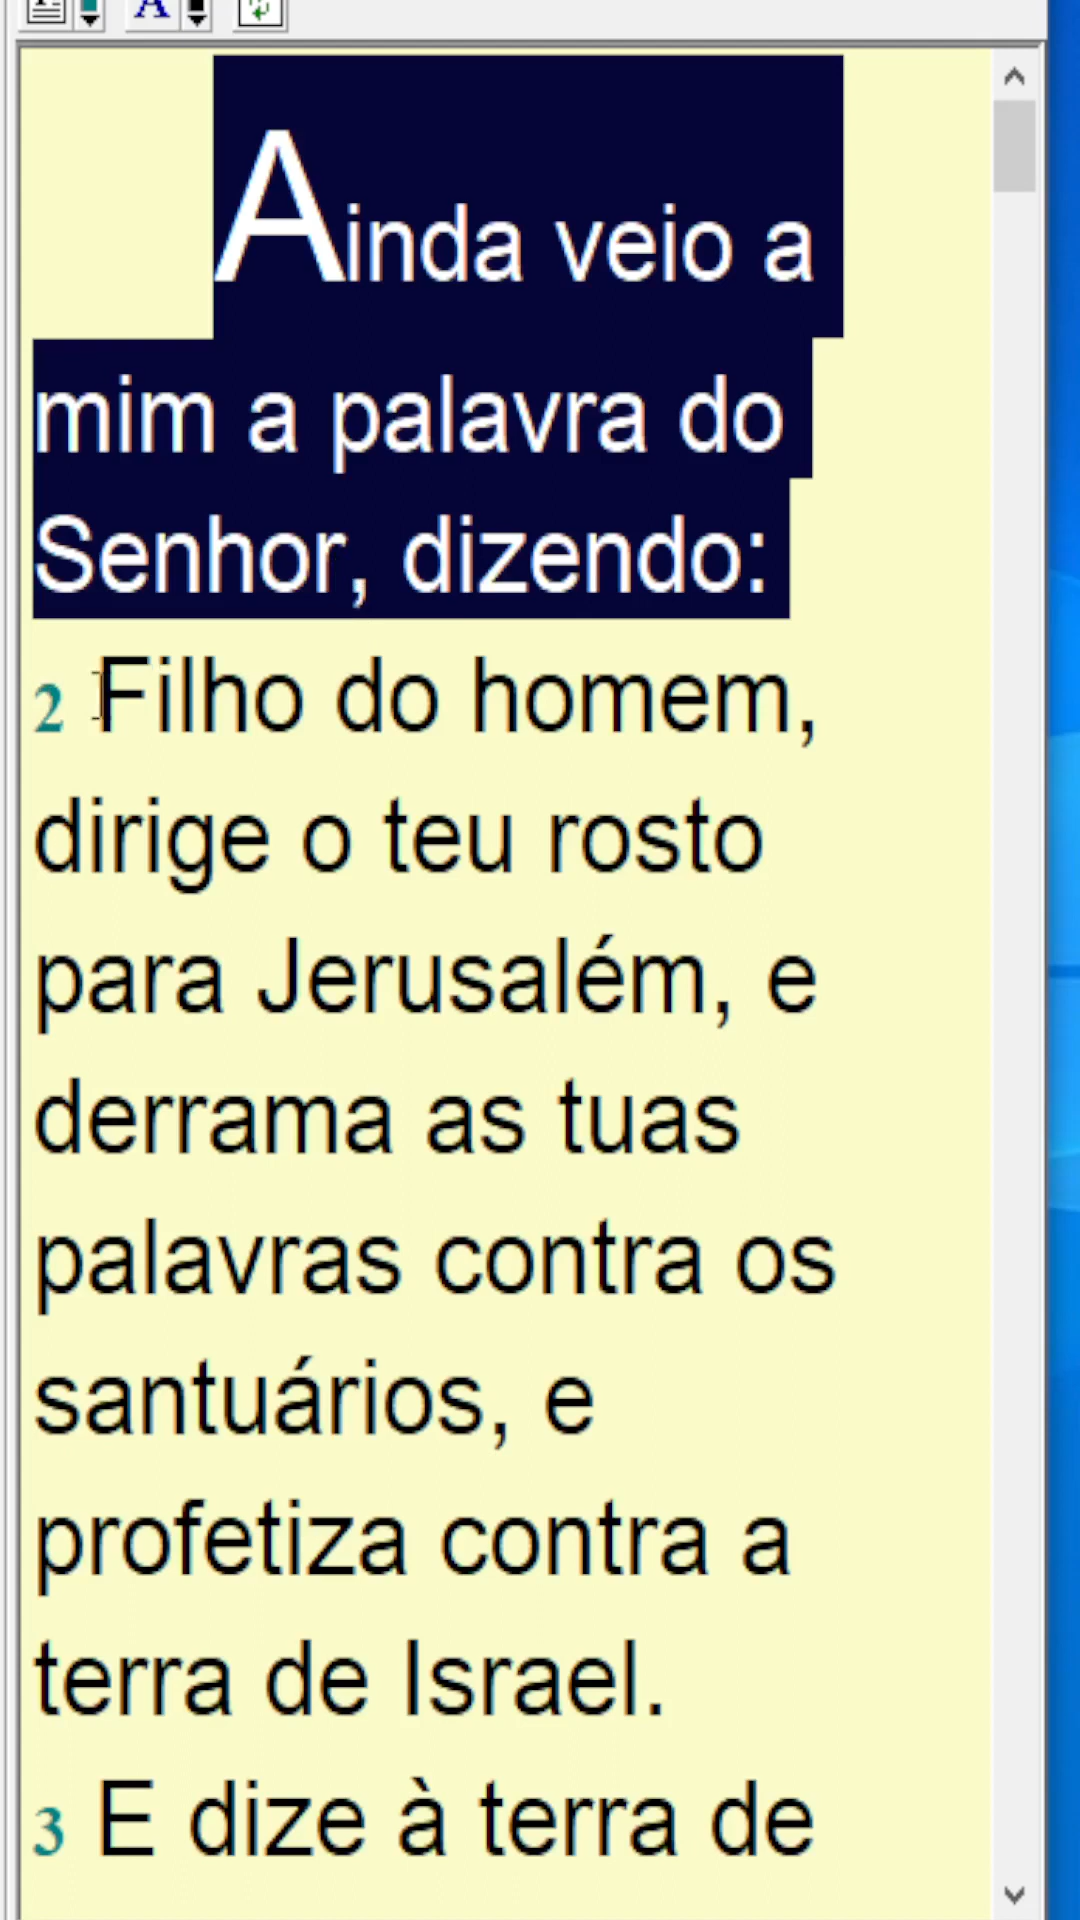 Ainda veio a
mim a palavra do
Senhor, dizendo:
2 Filho do homem,
dirige o teu rosto
para Jerusalém, e
derrama as tuas
palavras contra os
santuários, e
profetiza contra a
terra de Israel.
3 E dize à terra de